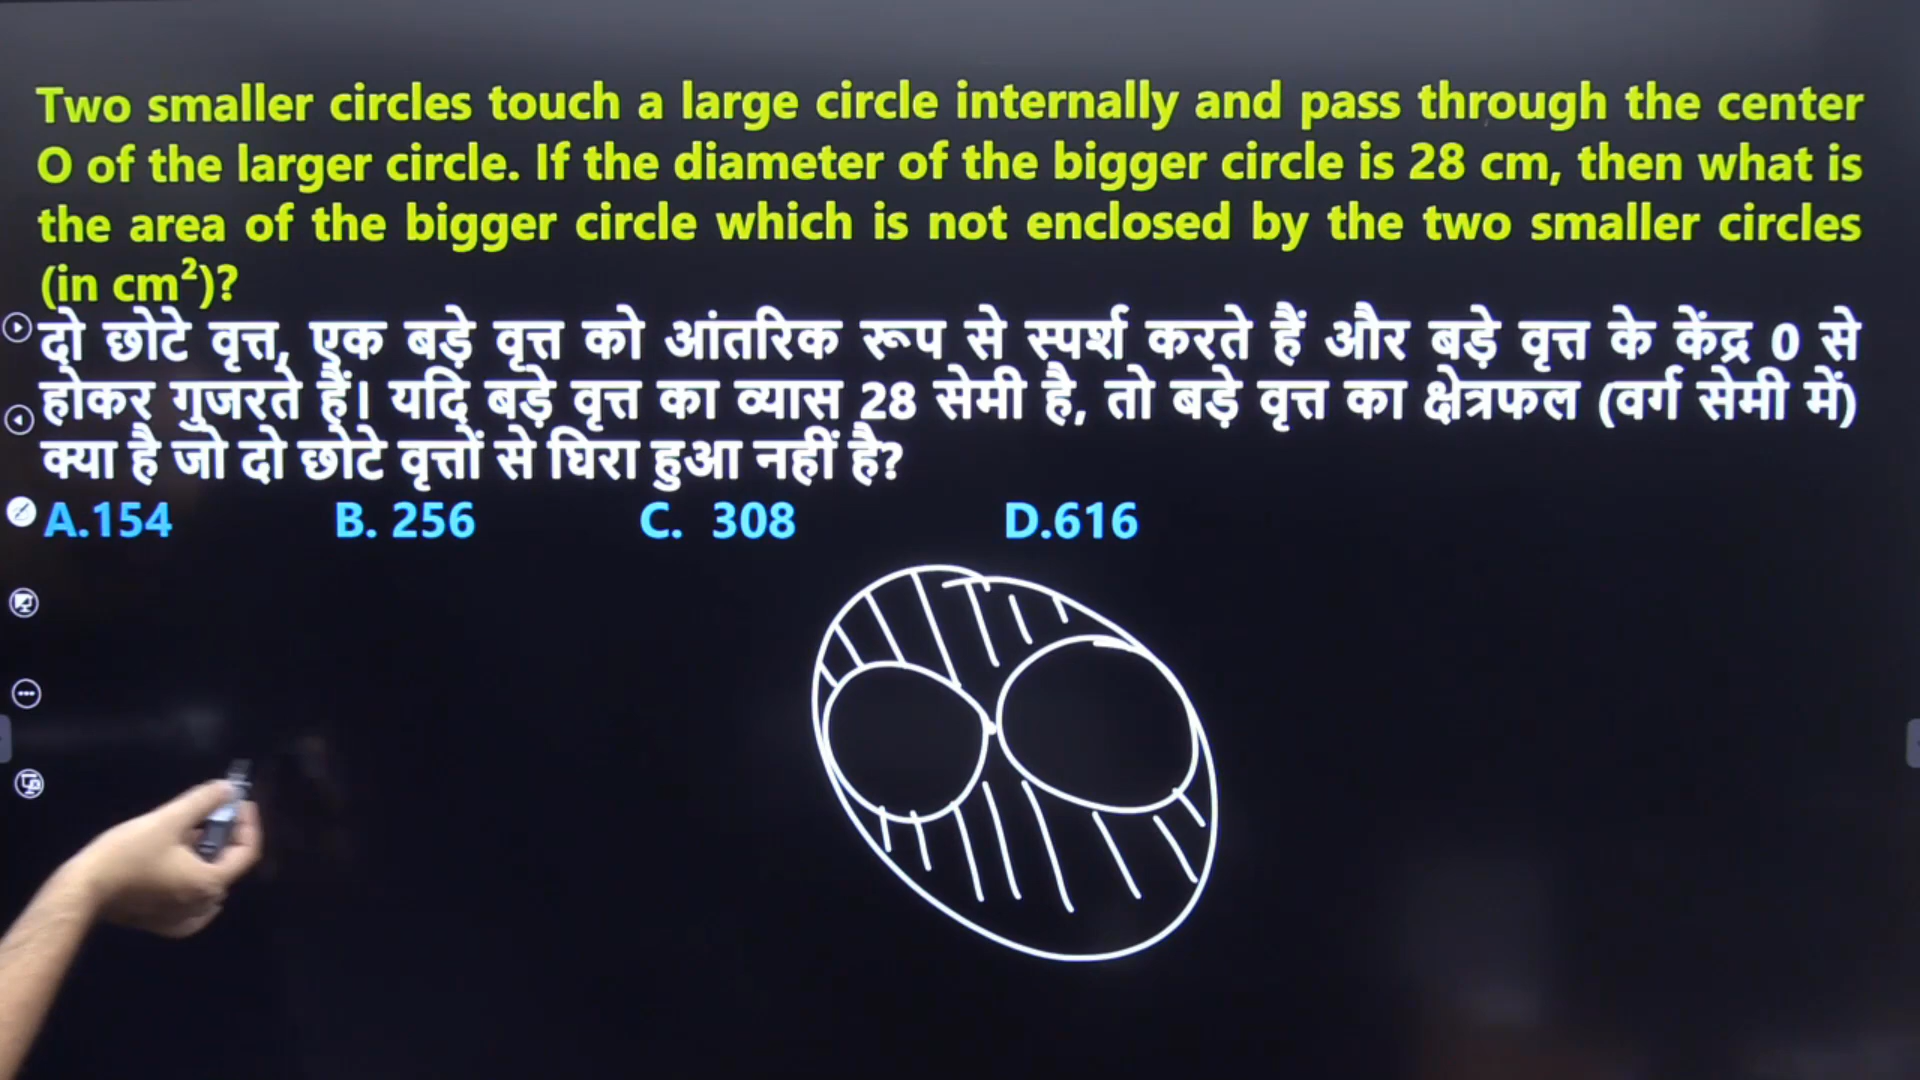 Two smaller circles touch a large circle internally and pass through the center
O of the larger circle. If the diameter of the bigger circle is 28 cm, then what is
the area of the bigger circle which is not enclosed by the two smaller circles
(in cm²)?
दो छोटे वृत्त, एक बड़े वृत्त को आंतरिक रूप से स्पर्श करते हैं और बड़े वृत्त के केंद्र 0 से
होकर गुजरते हैं। यदि बड़े वृत्त का व्यास 28 सेमी है, तो बड़े वृत्त का क्षेत्रफल (वर्ग सेमी में)
क्या है जो दो छोटे वृत्तों से घिरा हुआ नहीं है?
A.154 B. 256 C. 308 D.616